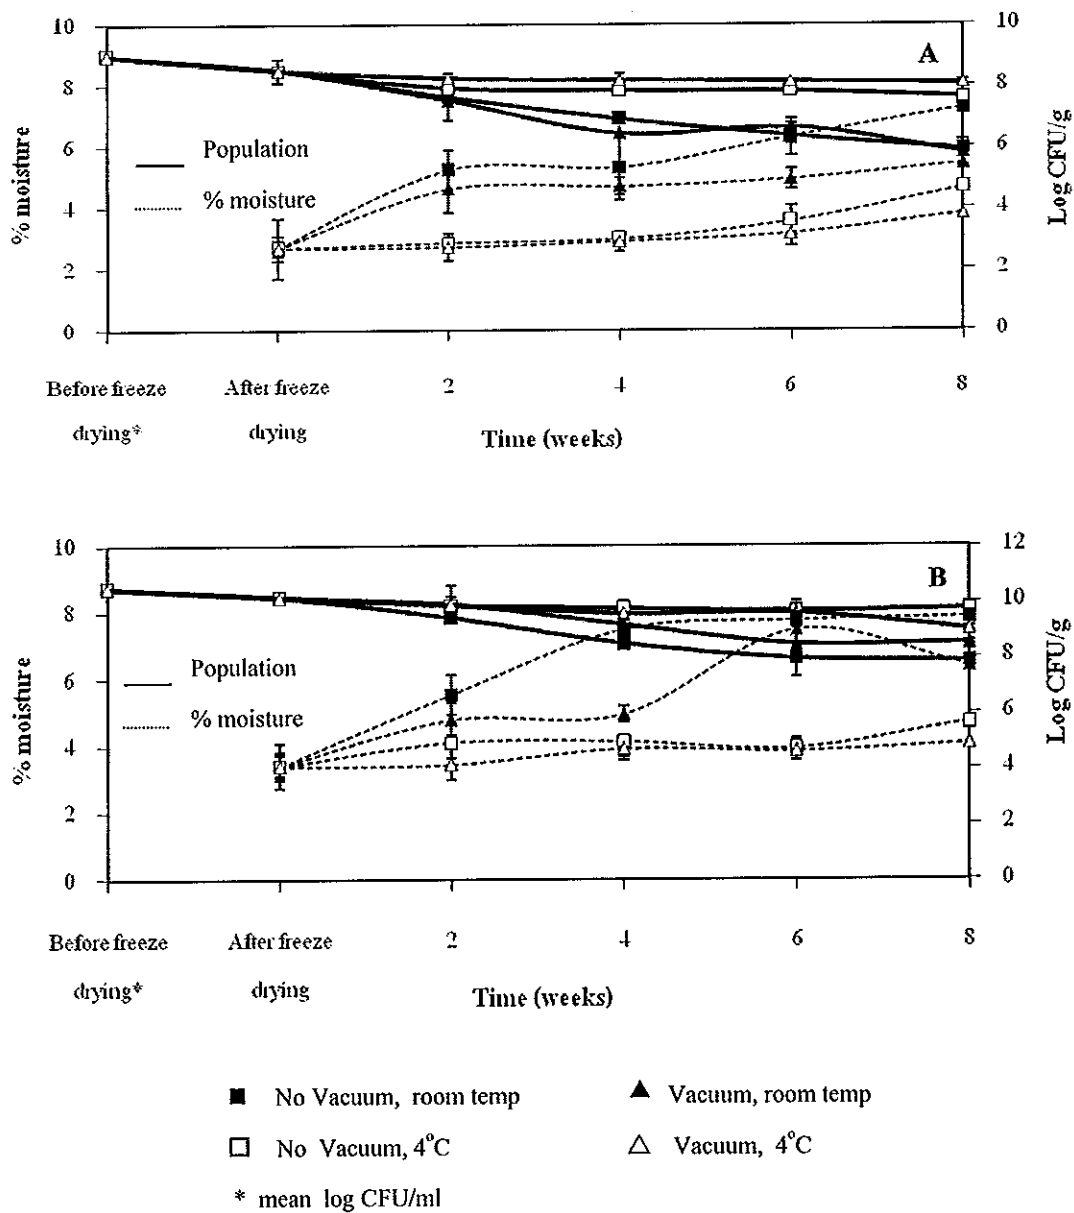 10
8
6
4
2
0
% moisture
10
8
6
4
2
0
Log CFU/g
A
Population
% moisture
Before freeze
drying*
After freeze
drying
2
4
6
8
Time (weeks)
10
8
6
4
2
0
% moisture
12
10
8
6
4
2
0
Log CFU/g
B
Population
% moisture
Before freeze
drying*
After freeze
drying
2
4
6
8
Time (weeks)
■ No Vacuum, room temp
▲ Vacuum, room temp
□ No Vacuum, 4°C
△ Vacuum, 4°C
* mean log CFU/ml